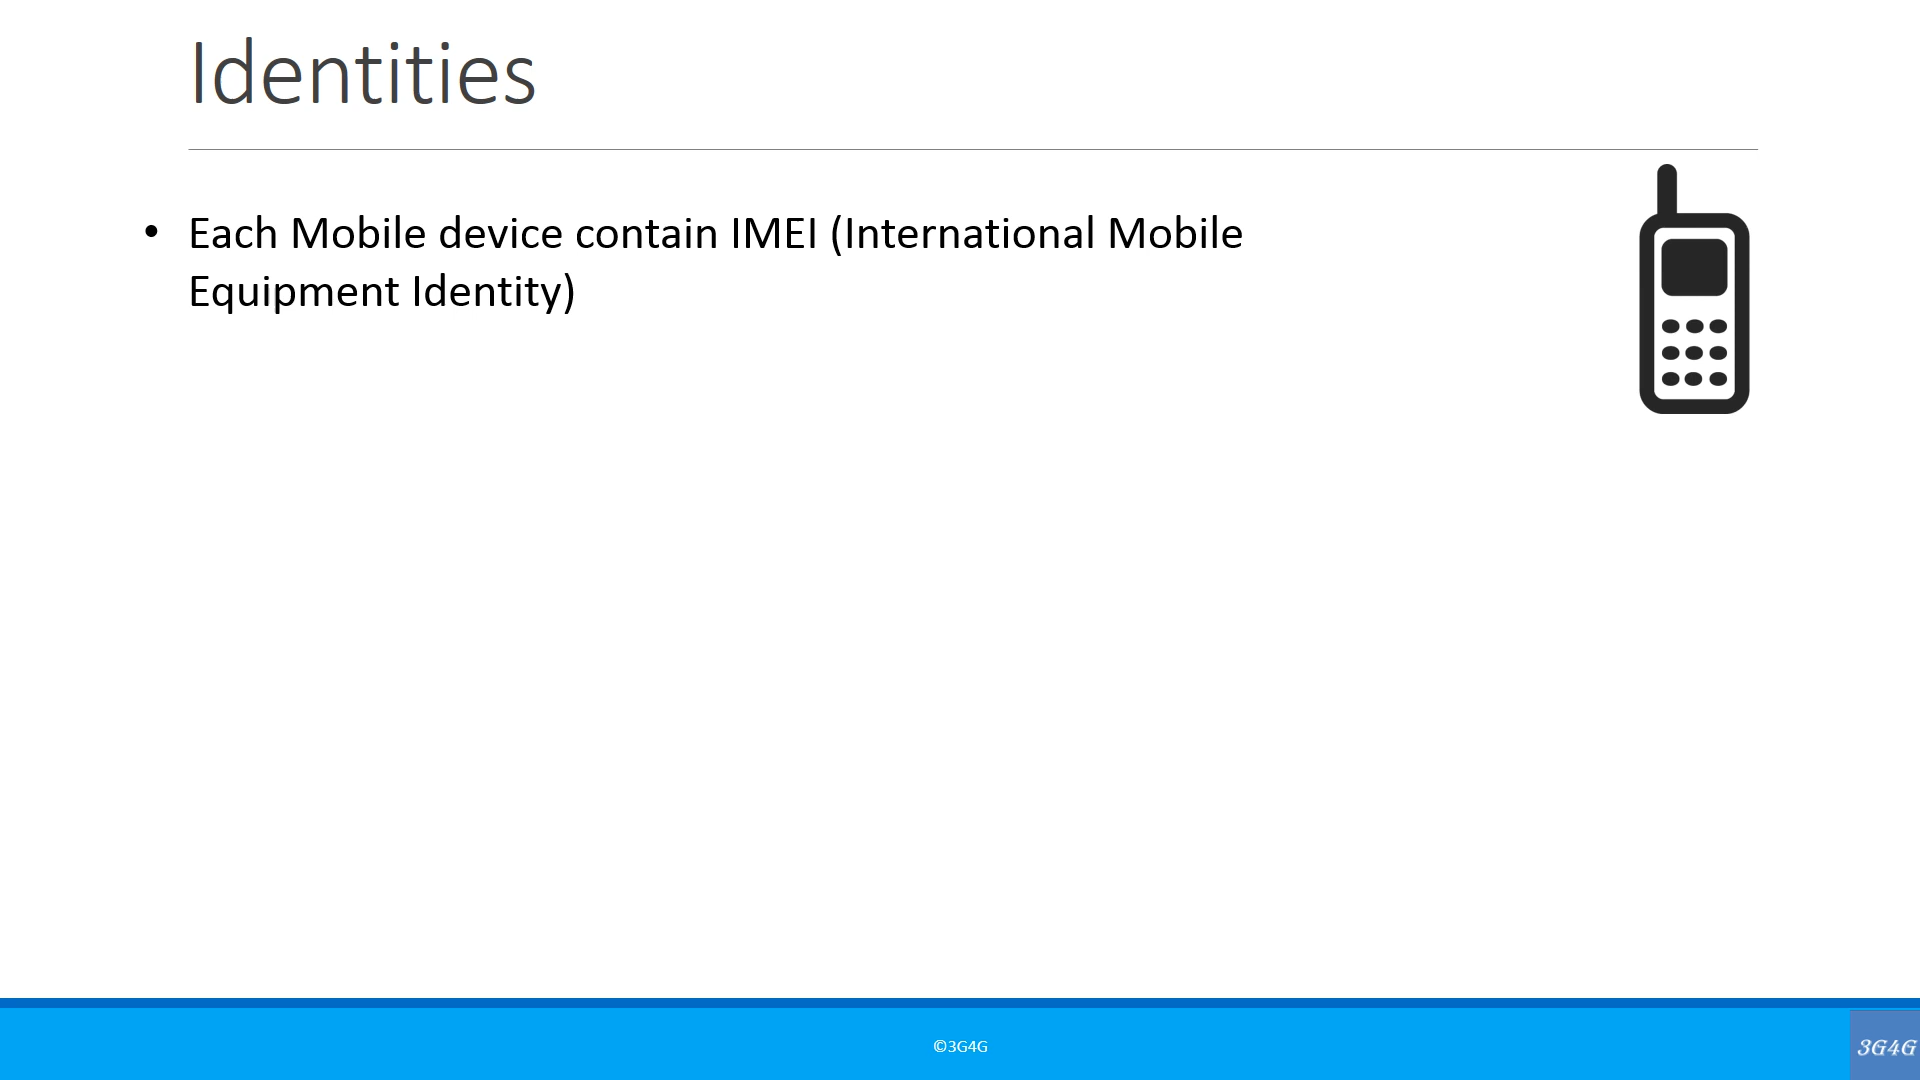 Identities
• Each Mobile device contain IMEI (International Mobile
Equipment Identity)
©3G4G
3G4G